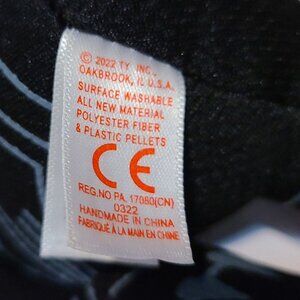 © 2022 TY INC.,
OAKBROOK, IL U.S.A.
SURFACE WASHABLE
ALL NEW MATERIAL
POLYESTER FIBER
& PLASTIC PELLETS
CE
REG.NO PA. 17080(CN)
0322
HANDMADE IN CHINA
FABRIQUÉ À LA MAIN EN CHINE